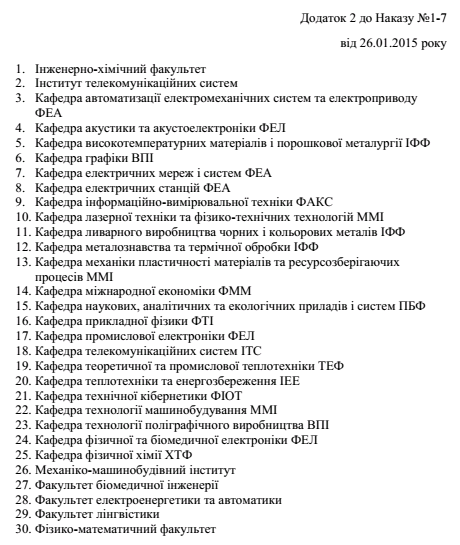 Додаток 2 до Наказу №1-7
від 26.01.2015 року
1. Інженерно-хімічний факультет
2. Інститут телекомунікаційних систем
3. Кафедра автоматизації електромеханічних систем та електроприводу
ФЕА
4. Кафедра акустики та акустоелектроніки ФЕЛ
5. Кафедра високотемпературних матеріалів і порошкової металургії ІФФ
6. Кафедра графіки ВПІ
7. Кафедра електричних мереж і систем ФЕА
8. Кафедра електричних станцій ФЕА
9. Кафедра інформаційно-вимірювальної техніки ФАКС
10. Кафедра лазерної техніки та фізико-технічних технологій ММІ
11. Кафедра ливарного виробництва чорних і кольорових металів ІФФ
12. Кафедра металознавства та термічної обробки ІФФ
13. Кафедра механіки пластичності матеріалів та ресурсозберігаючих
процесів ММІ
14. Кафедра міжнародної економіки ФММ
15. Кафедра наукових, аналітичних та екологічних приладів і систем ПБФ
16. Кафедра прикладної фізики ФТІ
17. Кафедра промислової електроніки ФЕЛ
18. Кафедра телекомунікаційних систем ІТС
19. Кафедра теоретичної та промислової теплотехніки ТЕФ
20. Кафедра теплотехніки та енергозбереження ІЕЕ
21. Кафедра технічної кібернетики ФІОТ
22. Кафедра технології машинобудування ММІ
23. Кафедра технології поліграфічного виробництва ВПІ
24. Кафедра фізичної та біомедичної електроніки ФЕЛ
25. Кафедра фізичної хімії ХТФ
26. Механіко-машинобудівний інститут
27. Факультет біомедичної інженерії
28. Факультет електроенергетики та автоматики
29. Факультет лінгвістики
30. Фізико-математичний факультет